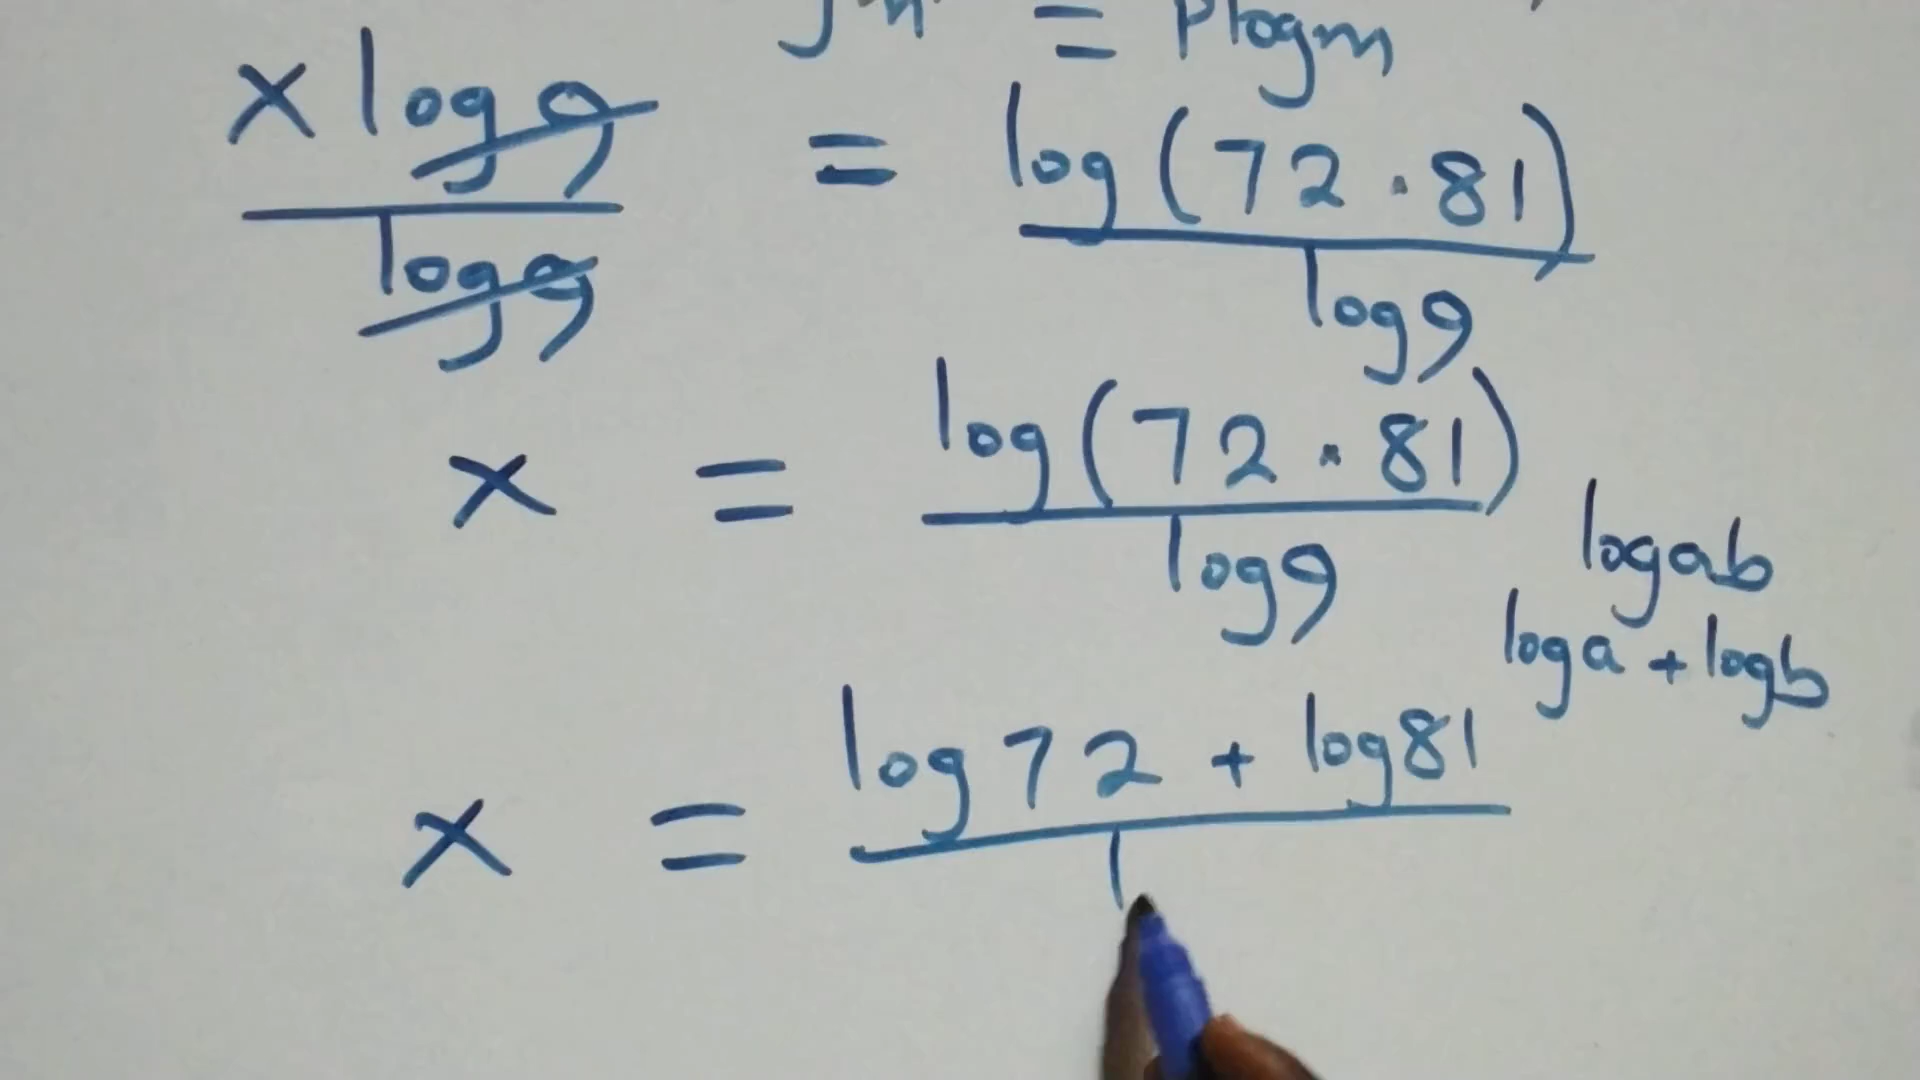 = plogm
x log9 / log9 = log(72·81) / log9
x = log(72·81) / log9
logab
loga + logb
x = log72 + log81 / l